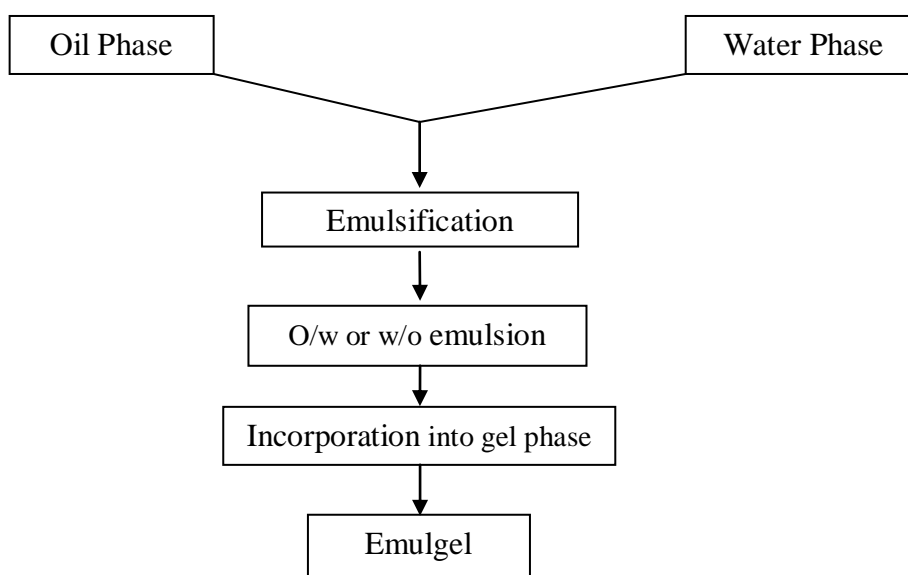 Oil Phase
Water Phase
Emulsification
O/w or w/o emulsion
Incorporation into gel phase
Emulgel